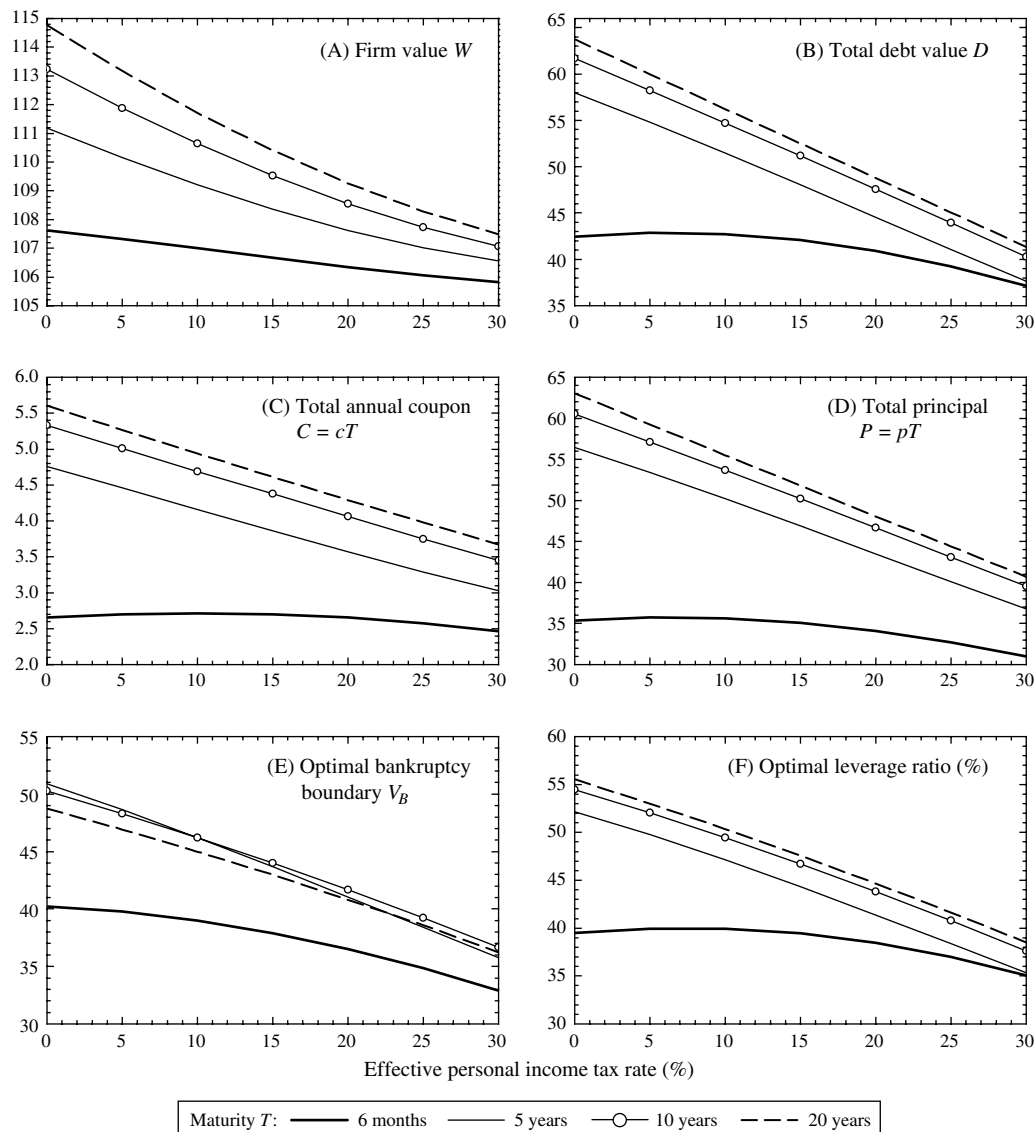 (A) Firm value W
115
114
113
112
111
110
109
108
107
106
105
0 5 10 15 20 25 30
(B) Total debt value D
65
60
55
50
45
40
35
0 5 10 15 20 25 30
(C) Total annual coupon
C = cT
6.0
5.5
5.0
4.5
4.0
3.5
3.0
2.5
2.0
0 5 10 15 20 25 30
(D) Total principal
P = pT
65
60
55
50
45
40
35
30
0 5 10 15 20 25 30
(E) Optimal bankruptcy
boundary VB
55
50
45
40
35
30
0 5 10 15 20 25 30
(F) Optimal leverage ratio (%)
60
55
50
45
40
35
30
0 5 10 15 20 25 30
Effective personal income tax rate (%)
Maturity T: 6 months 5 years 10 years 20 years